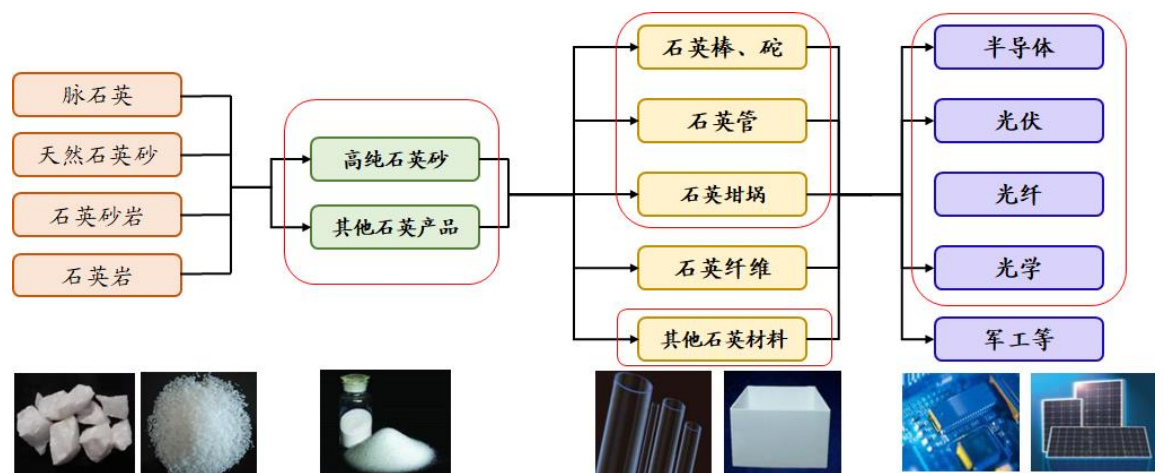 脉石英
天然石英砂
石英砂岩
石英岩
高纯石英砂
其他石英产品
石英棒、砣
石英管
石英坩埚
石英纤维
其他石英材料
半导体
光伏
光纤
光学
军工等